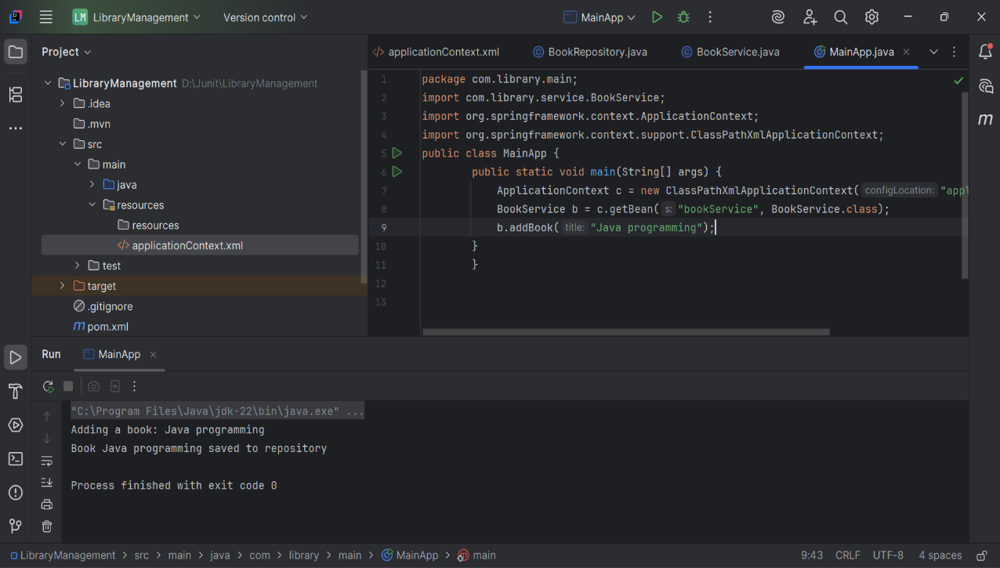 LM LibraryManagement Version control MainApp
Project
applicationContext.xml BookRepository.java BookService.java MainApp.java
LibraryManagement D:\Junit\LibraryManagement
.idea
.mvn
src
main
java
resources
resources
applicationContext.xml
test
target
.gitignore
m pom.xml
1 package com.library.main;
2 import com.library.service.BookService;
3 import org.springframework.context.ApplicationContext;
4 import org.springframework.context.support.ClassPathXmlApplicationContext;
5 public class MainApp {
6 public static void main(String[] args) {
7 ApplicationContext c = new ClassPathXmlApplicationContext( configLocation: "appl
8 BookService b = c.getBean( s: "bookService", BookService.class);
9 b.addBook( title: "Java programming");
10 }
11 }
12
13
m
Run MainApp
"C:\Program Files\Java\jdk-22\bin\java.exe" ...
Adding a book: Java programming
Book Java programming saved to repository
Process finished with exit code 0
LibraryManagement > src > main > java > com > library > main > MainApp > main 9:43 CRLF UTF-8 4 spaces